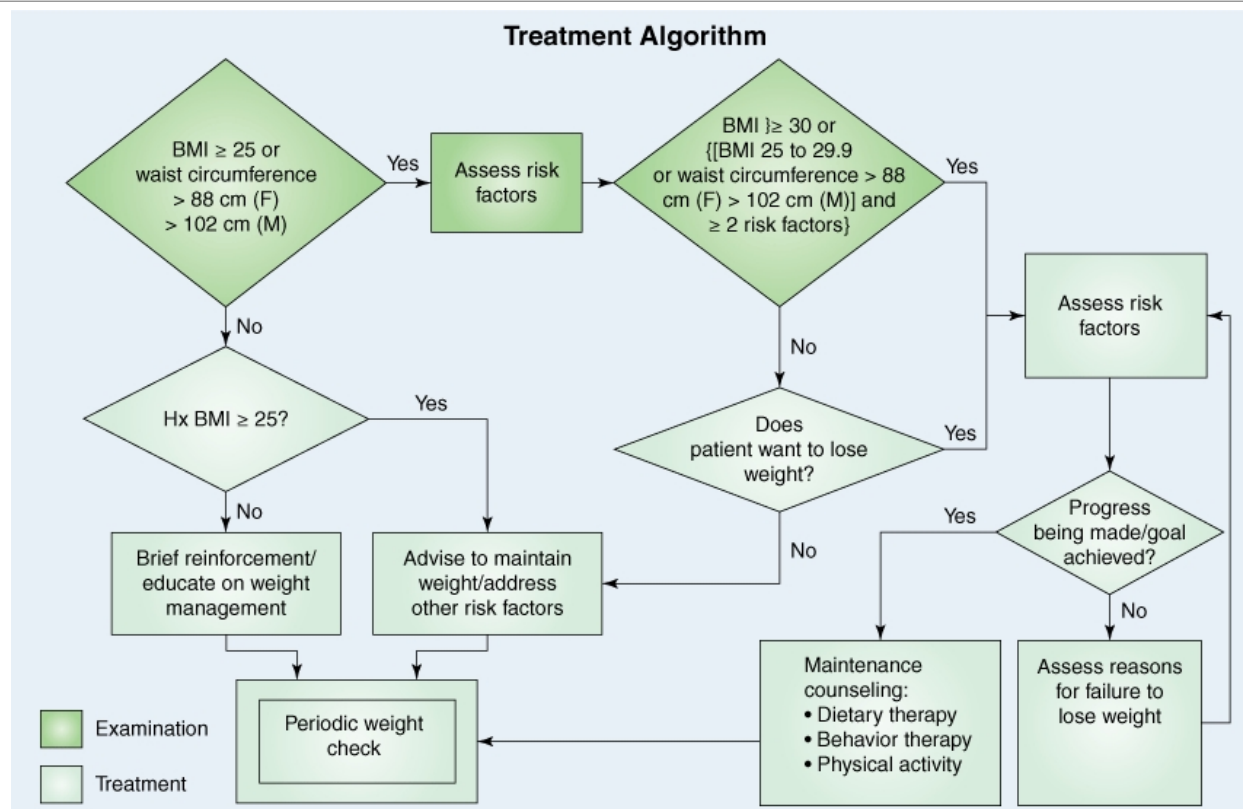 Treatment Algorithm
BMI ≥ 25 or
waist circumference
> 88 cm (F)
> 102 cm (M)
Yes
Assess risk
factors
BMI }≥ 30 or
{[BMI 25 to 29.9
or waist circumference > 88
cm (F) > 102 cm (M)] and
≥ 2 risk factors}
Yes
Assess risk
factors
No
No
Hx BMI ≥ 25?
Yes
Does
patient want to lose
weight?
Yes
No
No
Progress
being made/goal
achieved?
Yes
No
Brief reinforcement/
educate on weight
management
Advise to maintain
weight/address
other risk factors
Maintenance
counseling:
• Dietary therapy
• Behavior therapy
• Physical activity
Assess reasons
for failure to
lose weight
Periodic weight
check
Examination
Treatment